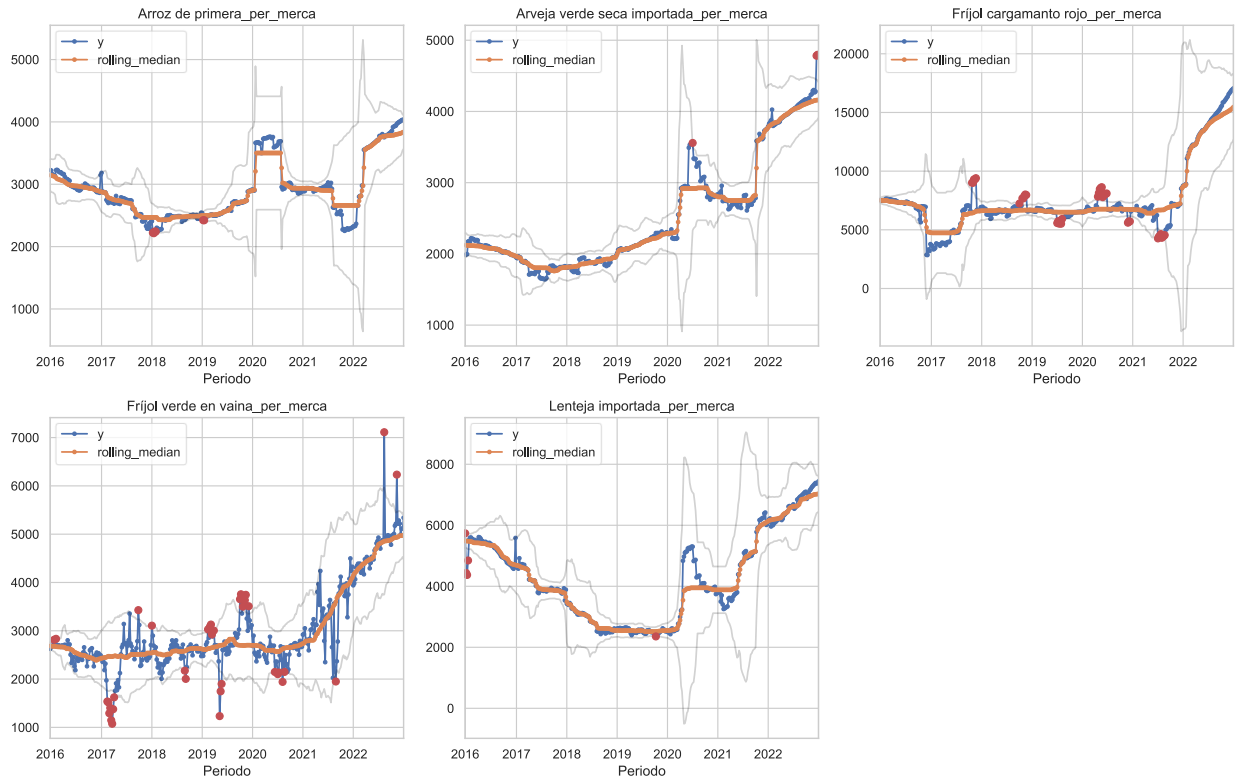 Arroz de primera_per_merca
y
rolling_median
5000
4000
3000
2000
1000
2016 2017 2018 2019 2020 2021 2022
Periodo
Arveja verde seca importada_per_merca
y
rolling_median
5000
4000
3000
2000
1000
2016 2017 2018 2019 2020 2021 2022
Periodo
Fríjol cargamanto rojo_per_merca
y
rolling_median
20000
15000
10000
5000
0
2016 2017 2018 2019 2020 2021 2022
Periodo
Fríjol verde en vaina_per_merca
y
rolling_median
7000
6000
5000
4000
3000
2000
1000
2016 2017 2018 2019 2020 2021 2022
Periodo
Lenteja importada_per_merca
y
rolling_median
8000
6000
4000
2000
0
2016 2017 2018 2019 2020 2021 2022
Periodo